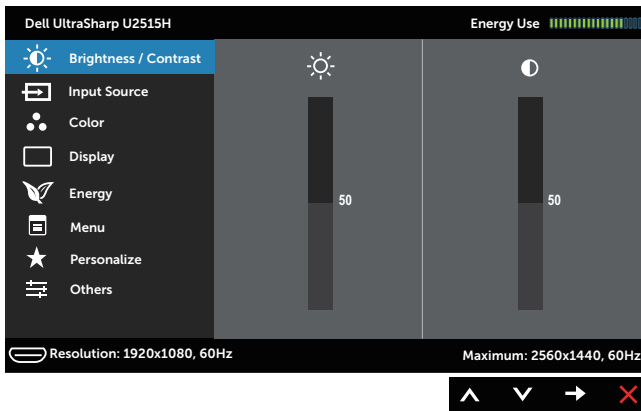 Dell UltraSharp U2515H
Energy Use
Brightness / Contrast
Input Source
Color
Display
Energy
Menu
Personalize
Others
50
50
Resolution: 1920x1080, 60Hz
Maximum: 2560x1440, 60Hz